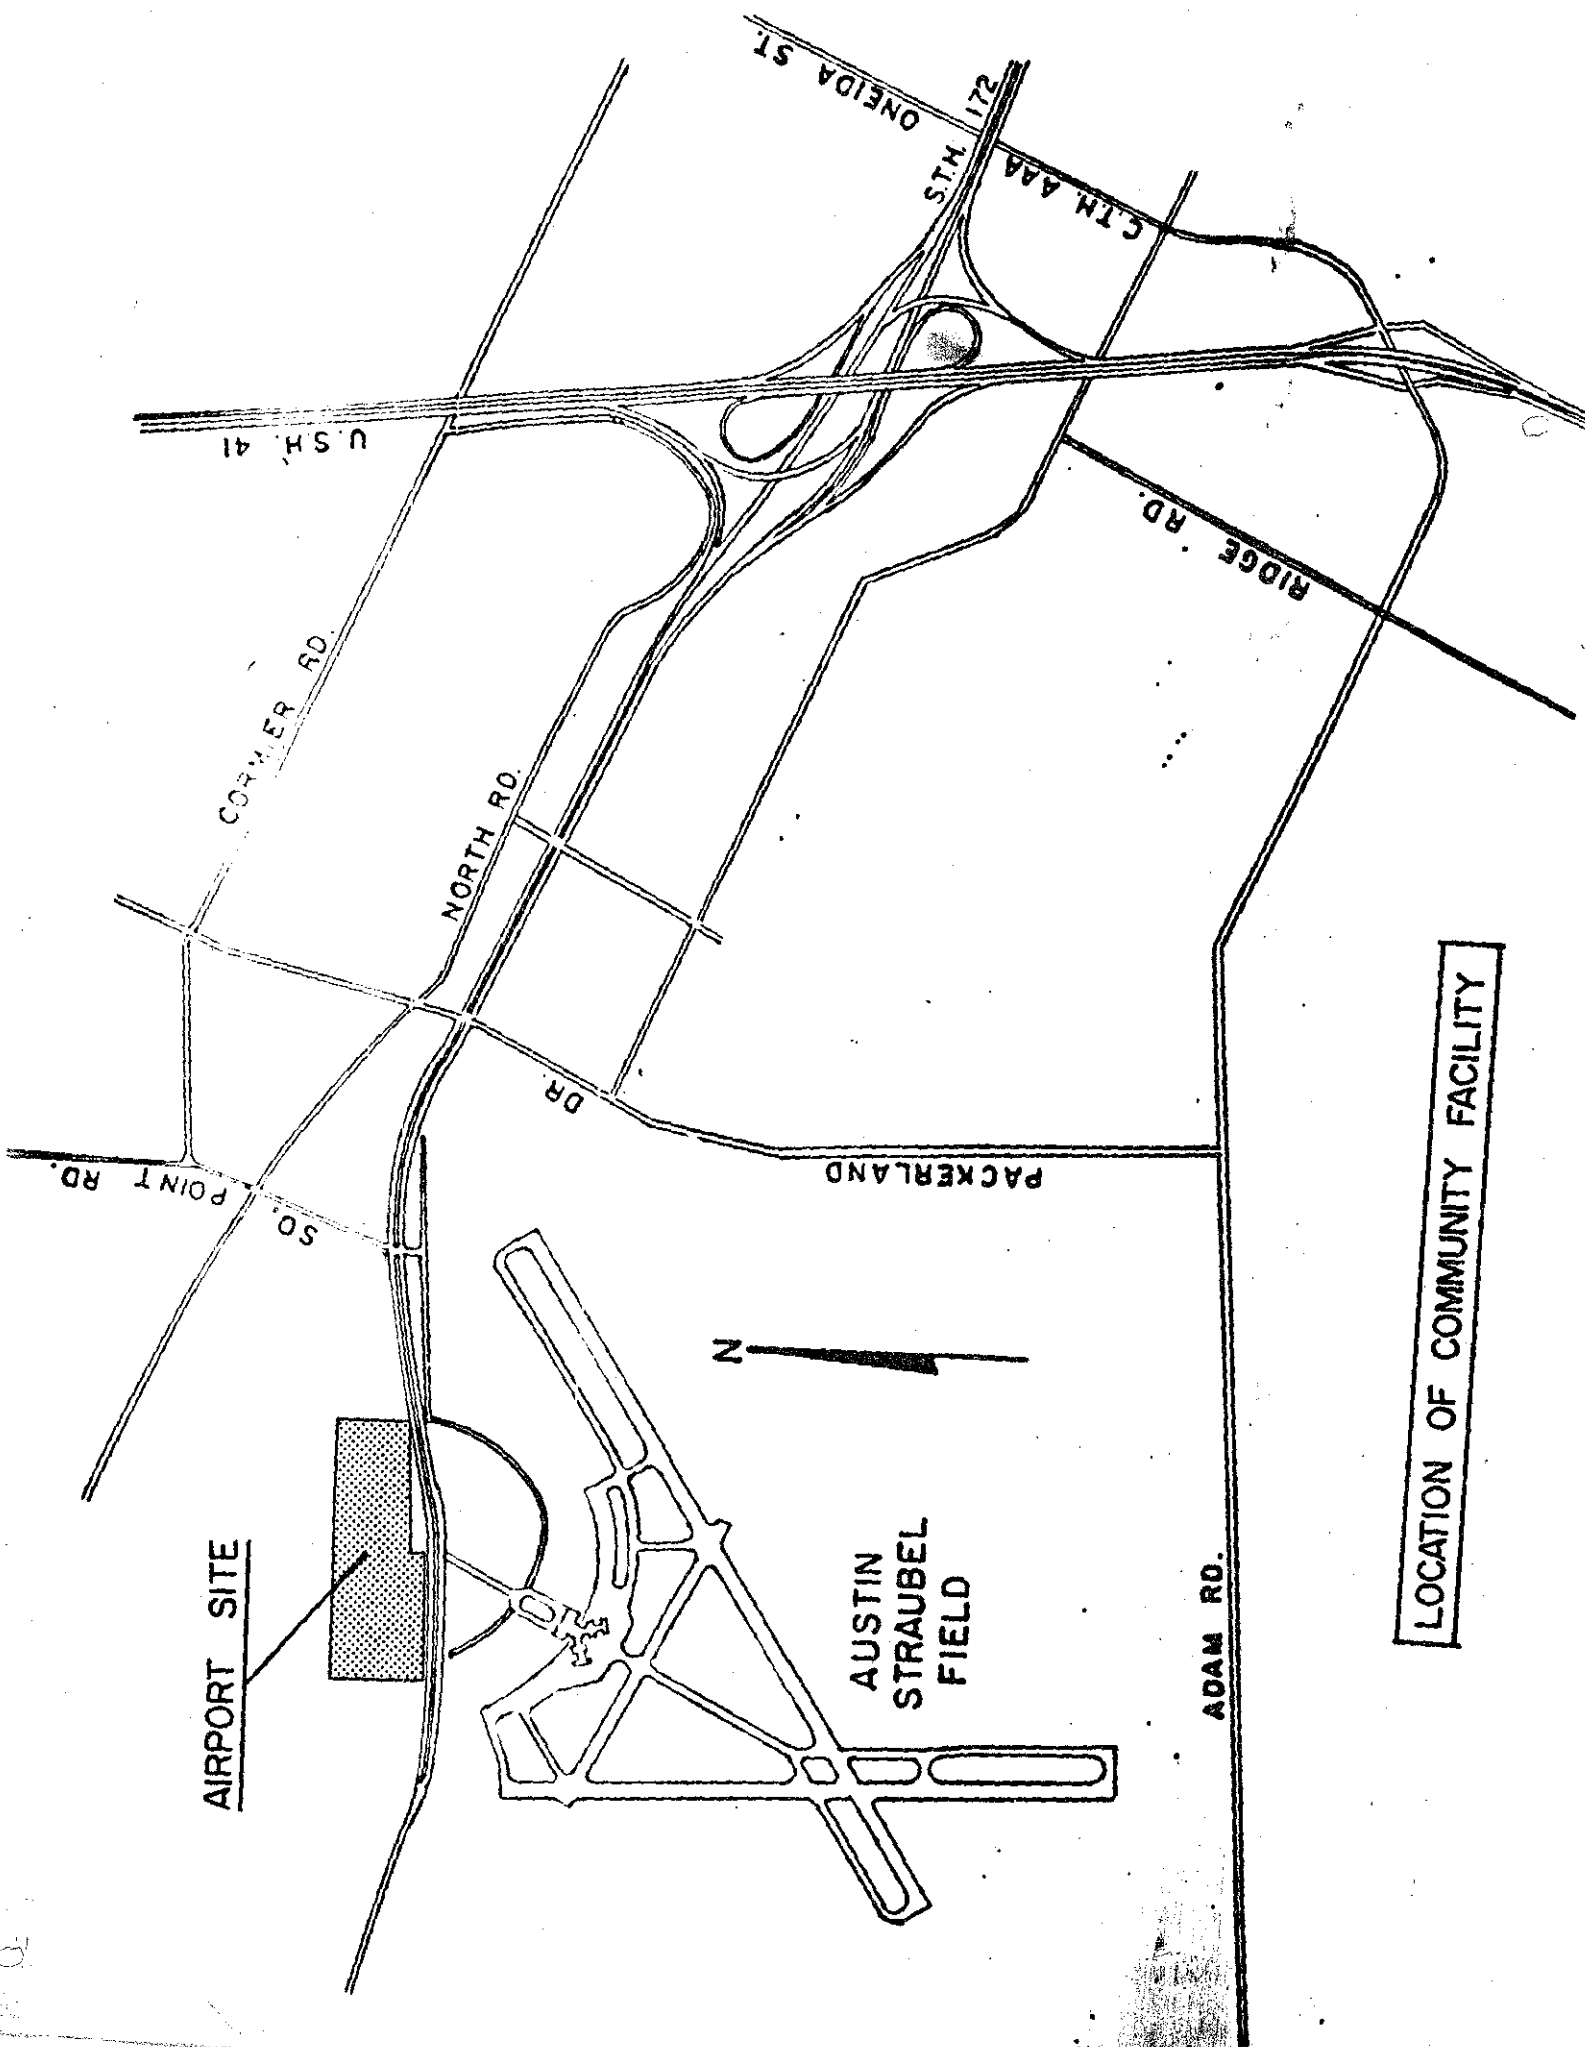 AIRPORT SITE
SO. POINT RD.
CORMIER RD.
NORTH RD.
U.S.H. 41
S.T.H. 172
ONEIDA ST.
C.T.H. AAA
RIDGE RD.
PACKERLAND DR.
N
AUSTIN
STRAUBEL
FIELD
ADAM RD.
LOCATION OF COMMUNITY FACILITY